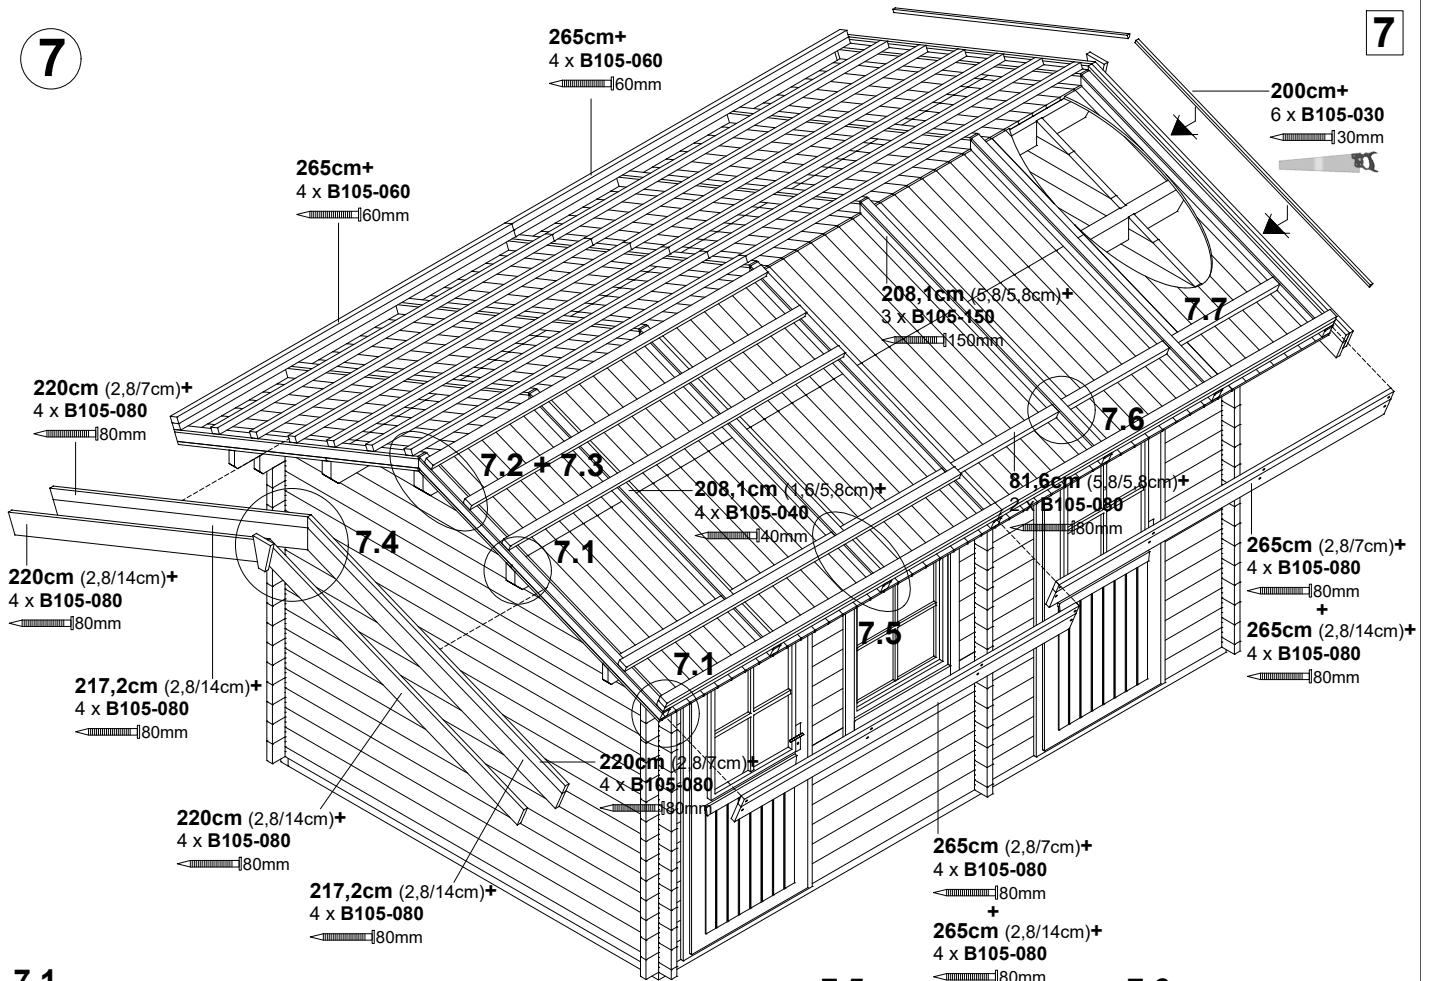 7
7
265cm+
4 x B105-060
60mm
200cm+
6 x B105-030
30mm
265cm+
4 x B105-060
60mm
208,1cm (5,8/5,8cm)+
3 x B105-150
150mm
7.7
220cm (2,8/7cm)+
4 x B105-080
80mm
7.6
7.2 + 7.3
208,1cm (1,6/5,8cm)+
4 x B105-040
40mm
81,6cm (5,8/5,8cm)+
2 x B105-080
80mm
7.4
7.1
265cm (2,8/7cm)+
4 x B105-080
80mm
+
265cm (2,8/14cm)+
4 x B105-080
80mm
220cm (2,8/14cm)+
4 x B105-080
80mm
7.5
7.1
217,2cm (2,8/14cm)+
4 x B105-080
80mm
220cm (2,8/7cm)+
4 x B105-080
80mm
220cm (2,8/14cm)+
4 x B105-080
80mm
265cm (2,8/7cm)+
4 x B105-080
80mm
+
265cm (2,8/14cm)+
4 x B105-080
80mm
217,2cm (2,8/14cm)+
4 x B105-080
80mm
7.1